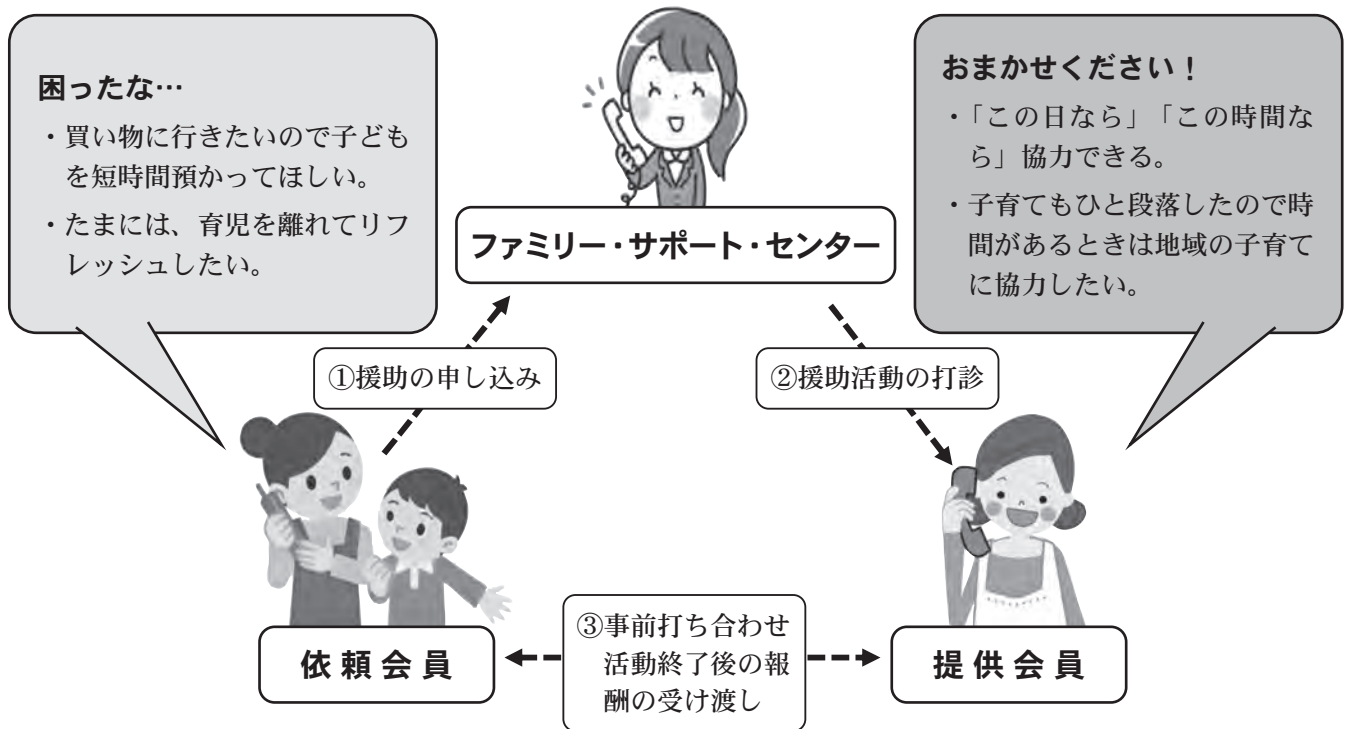 困ったな…
・買い物に行きたいので子ども
を短時間預かってほしい。
・たまには、育児を離れてリフ
レッシュしたい。
おまかせください！
・「この日なら」「この時間な
ら」協力できる。
・子育てもひと段落したので時
間があるときは地域の子育て
に協力したい。
ファミリー・サポート・センター
①援助の申し込み
②援助活動の打診
③事前打ち合わせ
活動終了後の報
酬の受け渡し
依頼会員
提供会員